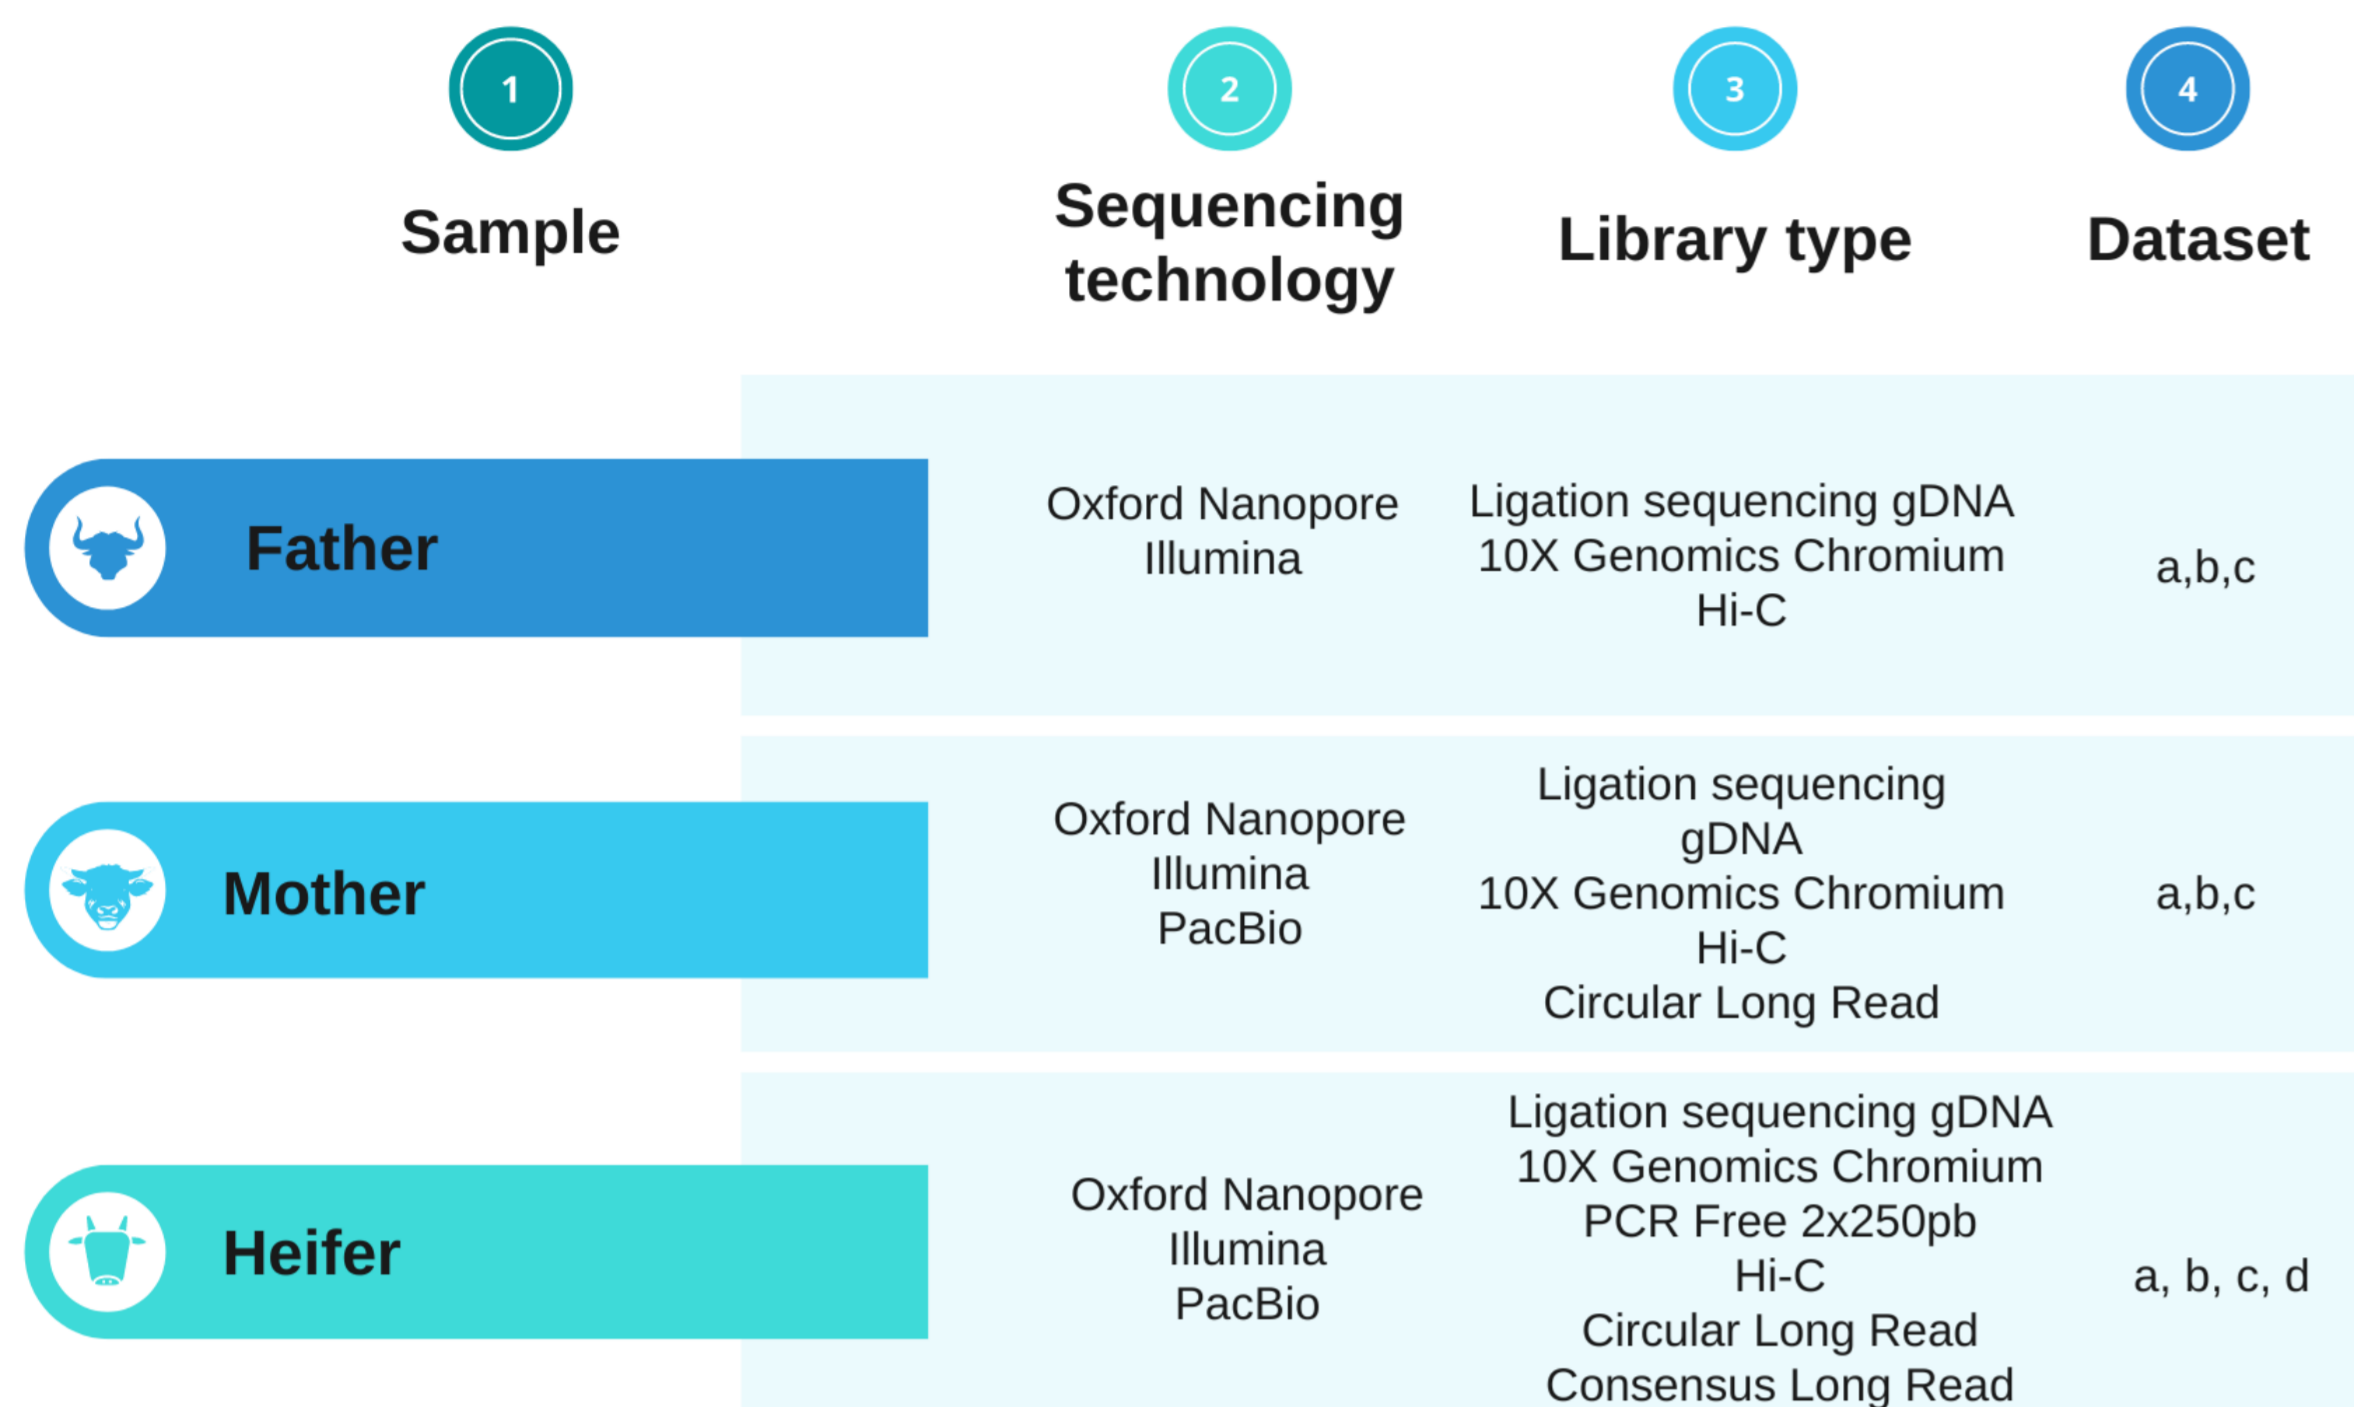 1
2
3
4
Sample
Sequencing
technology
Library type
Dataset
Father
Oxford Nanopore
Illumina
Ligation sequencing gDNA
10X Genomics Chromium
Hi-C
a,b,c
Mother
Oxford Nanopore
Illumina
PacBio
Ligation sequencing
gDNA
10X Genomics Chromium
Hi-C
Circular Long Read
a,b,c
Heifer
Oxford Nanopore
Illumina
PacBio
Ligation sequencing gDNA
10X Genomics Chromium
PCR Free 2x250pb
Hi-C
Circular Long Read
Consensus Long Read
a, b, c, d